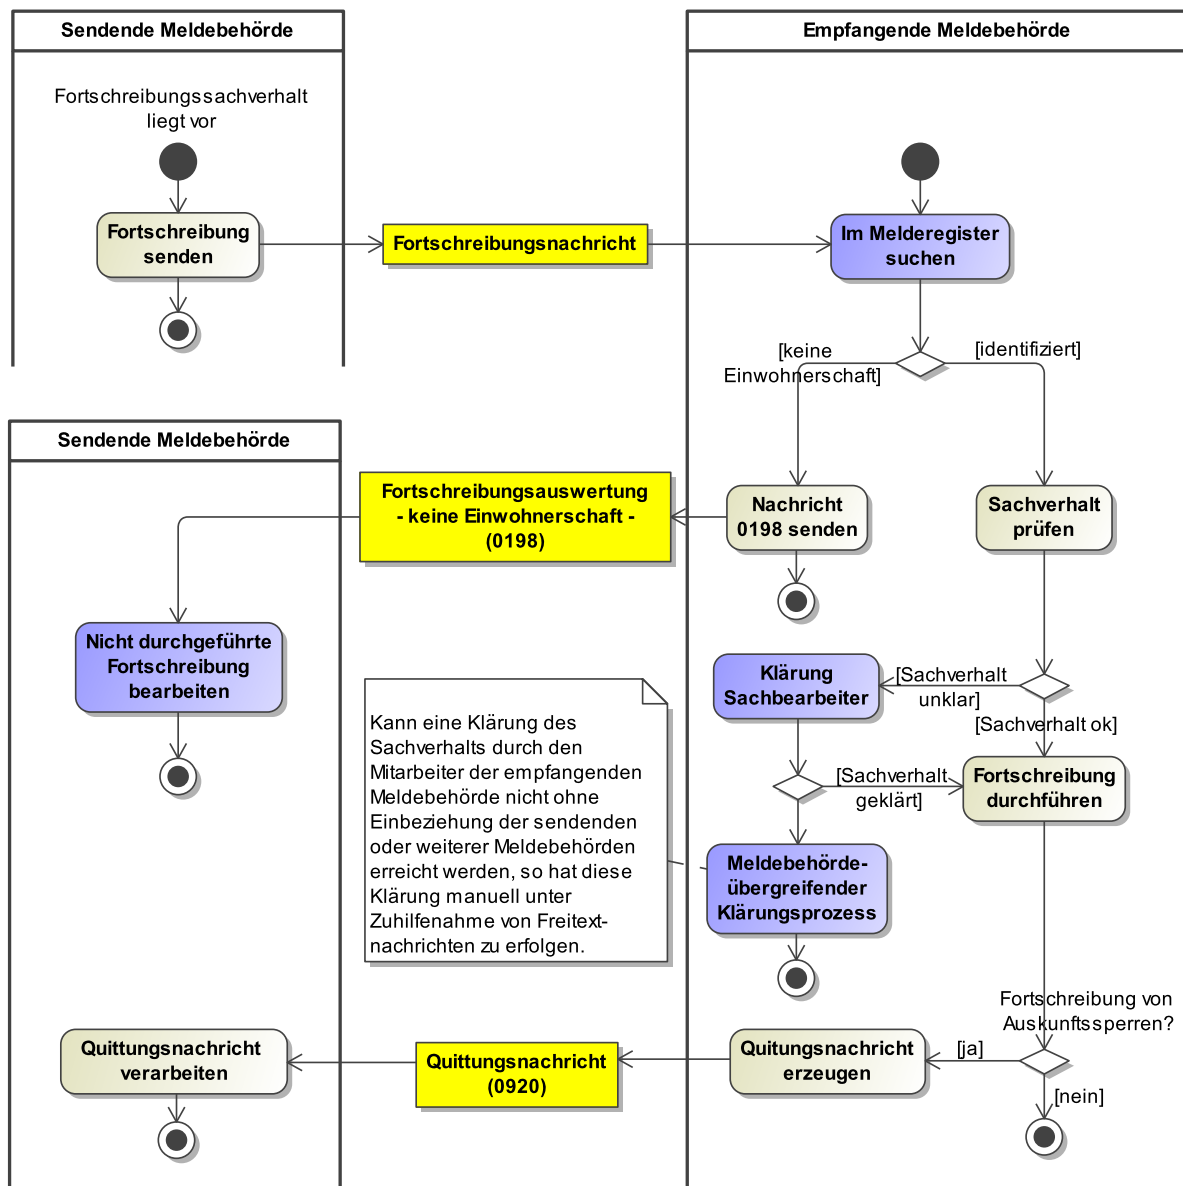 Sendende Meldebehörde
Empfangende Meldebehörde
Fortschreibungssachverhalt
liegt vor
Fortschreibung
senden
Fortschreibungsnachricht
Im Melderegister
suchen
[keine
Einwohnerschaft]
[identifiziert]
Sendende Meldebehörde
Fortschreibungsauswertung
- keine Einwohnerschaft -
(0198)
Nachricht
0198 senden
Sachverhalt
prüfen
Nicht durchgeführte
Fortschreibung
bearbeiten
Klärung
Sachbearbeiter
[Sachverhalt
unklar]
[Sachverhalt ok]
Kann eine Klärung des
Sachverhalts durch den
Mitarbeiter der empfangenden
Meldebehörde nicht ohne
Einbeziehung der sendenden
oder weiterer Meldebehörden
erreicht werden, so hat diese
Klärung manuell unter
Zuhilfenahme von Freitext-
nachrichten zu erfolgen.
[Sachverhalt
geklärt]
Fortschreibung
durchführen
Meldebehörde-
übergreifender
Klärungsprozess
Fortschreibung von
Auskunftssperren?
Quittungsnachricht
verarbeiten
Quittungsnachricht
(0920)
Quitungsnachricht
erzeugen
[ja]
[nein]